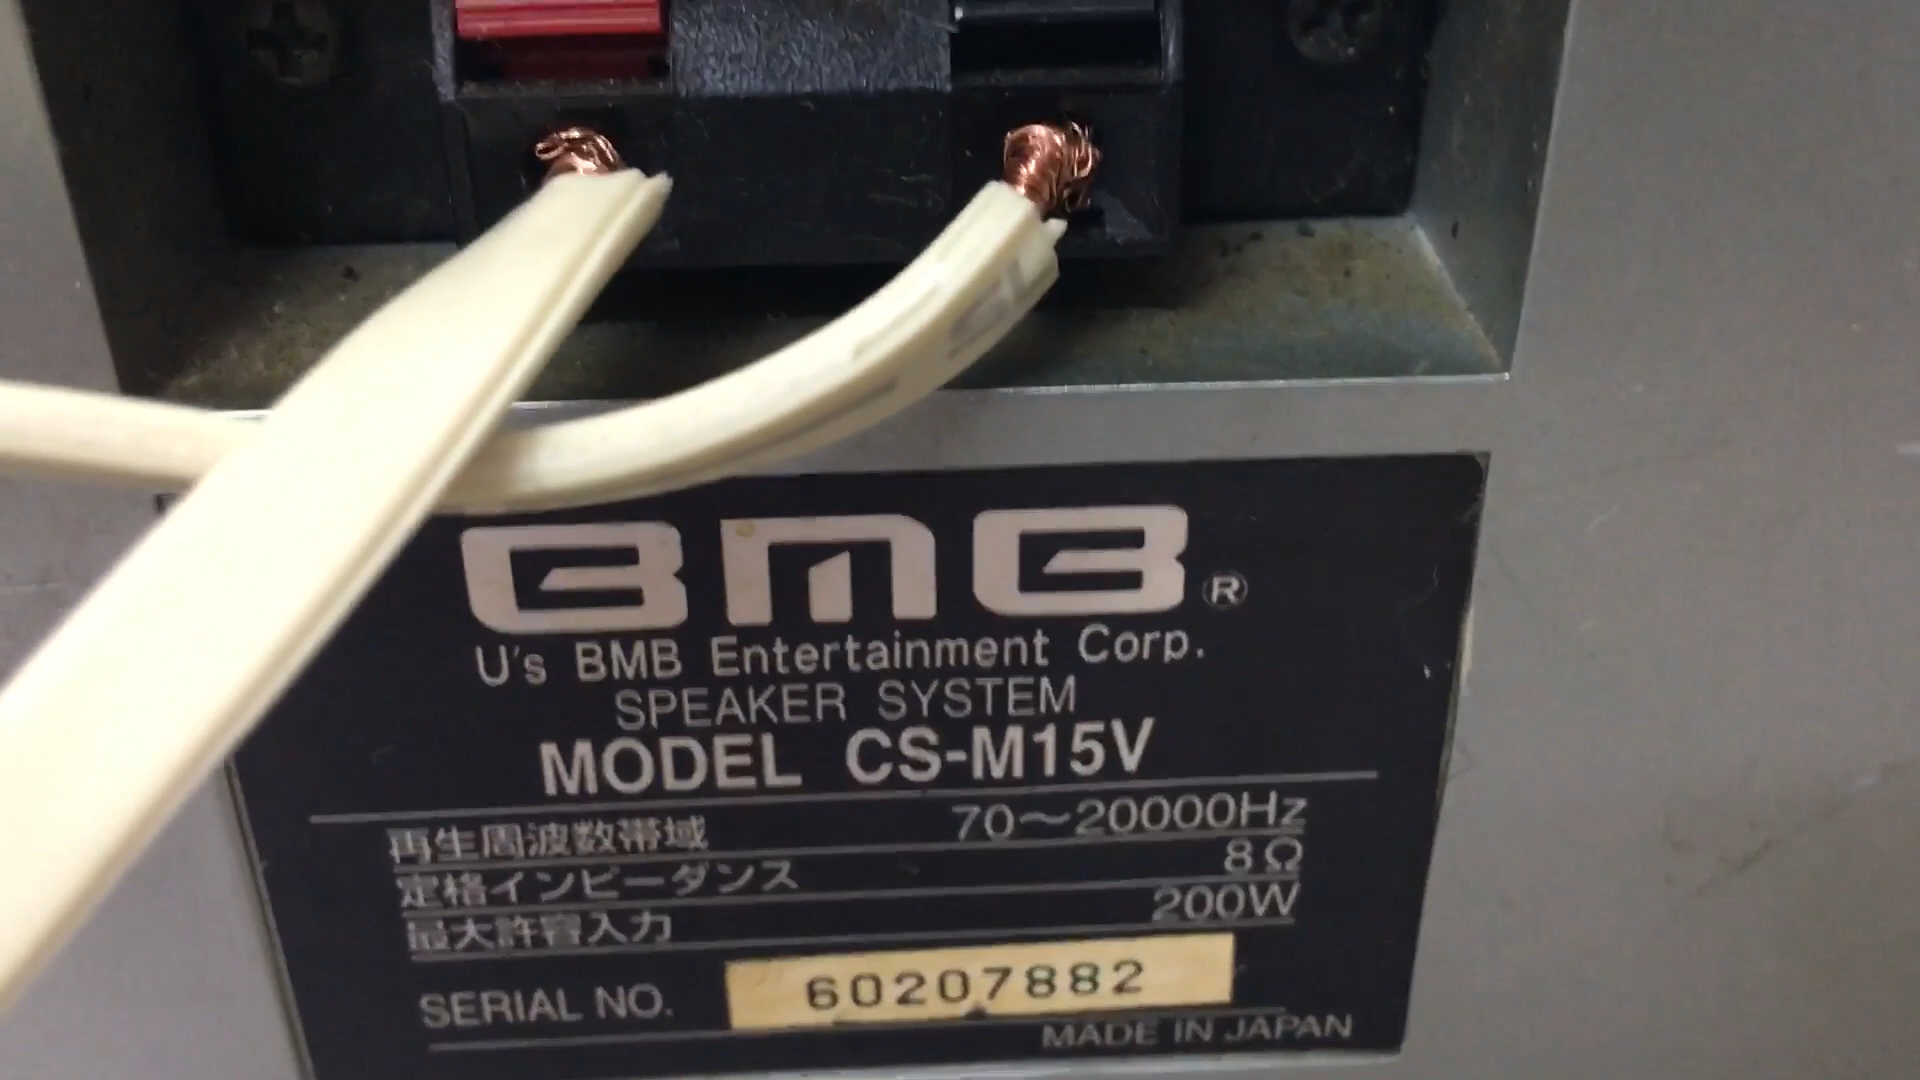 BMB®
U's BMB Entertainment Corp.
SPEAKER SYSTEM
MODEL CS-M15V
再生周波数帯域 70～20000Hz
定格インピーダンス 8Ω
最大許容入力 200W
SERIAL NO. 60207882
MADE IN JAPAN